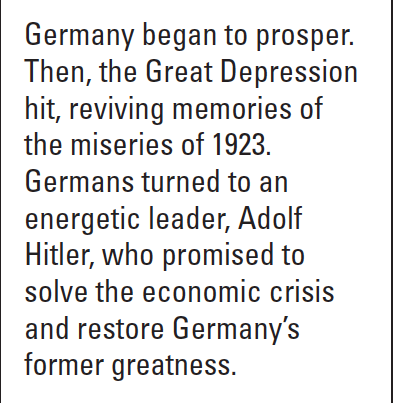 Germany began to prosper.
Then, the Great Depression
hit, reviving memories of
the miseries of 1923.
Germans turned to an
energetic leader, Adolf
Hitler, who promised to
solve the economic crisis
and restore Germany’s
former greatness.